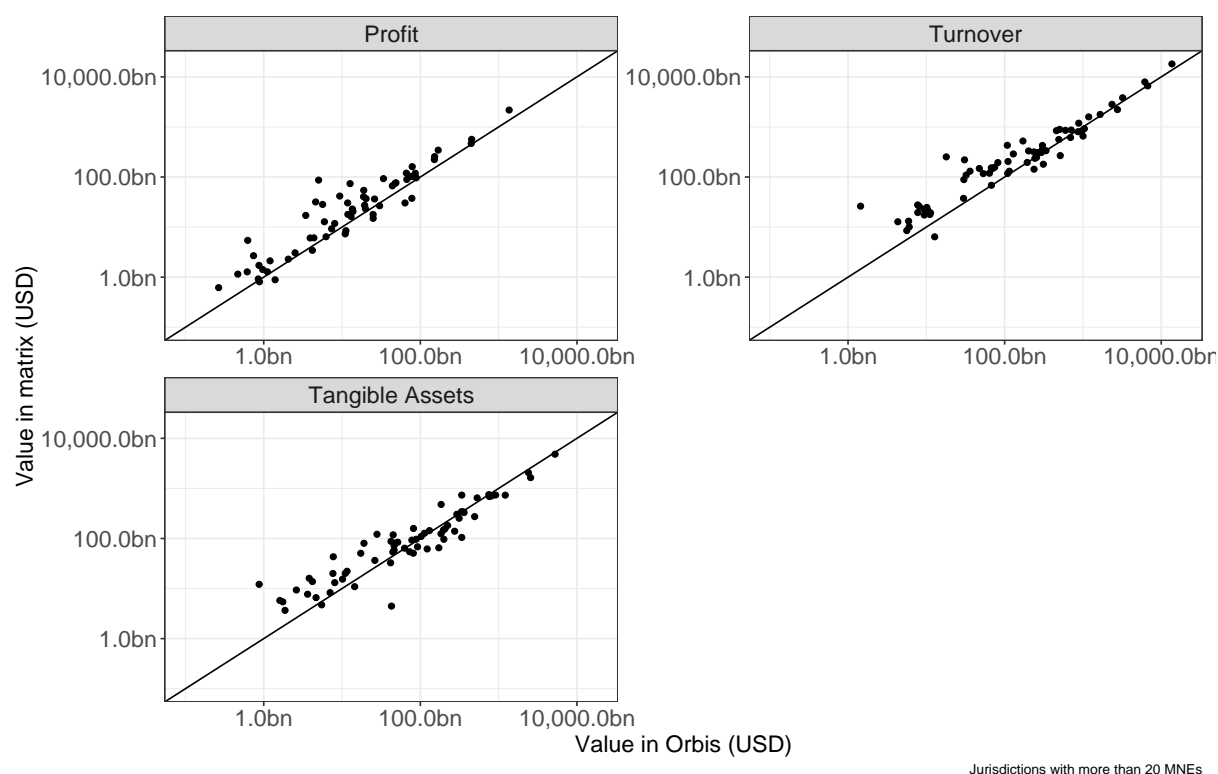 Profit
Turnover
10,000.0bn
100.0bn
1.0bn
1.0bn 100.0bn 10,000.0bn
10,000.0bn
100.0bn
1.0bn
1.0bn 100.0bn 10,000.0bn
Tangible Assets
10,000.0bn
100.0bn
1.0bn
1.0bn 100.0bn 10,000.0bn
Value in matrix (USD)
Value in Orbis (USD)
Jurisdictions with more than 20 MNEs